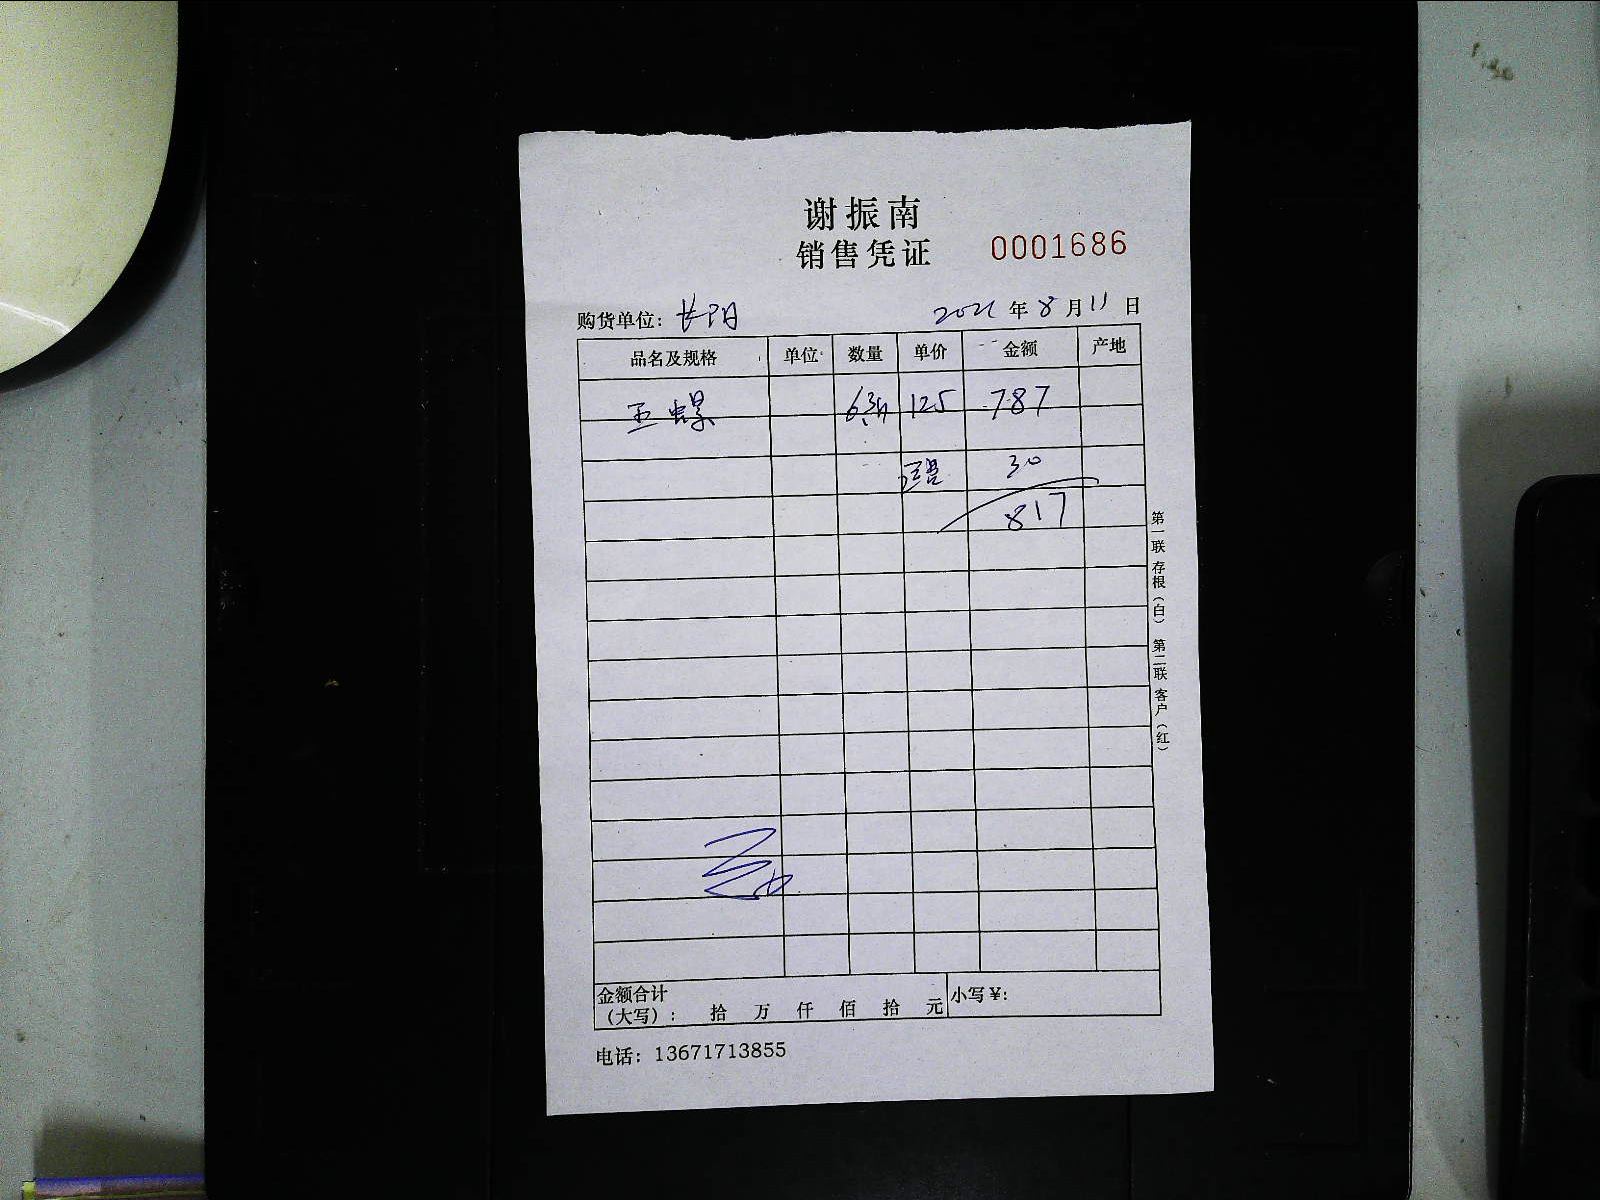 谢振南
销售凭证 0001686
购货单位: 长阳 2021 年 8 月 11 日
品名及规格 单位 数量 单价 金额 产地
玉螺 125 787
30
817
第一联 存根(白) 第二联 客户(红)
金额合计
(大写): 拾 万 仟 佰 拾 元 小写¥:
电话: 13671713855